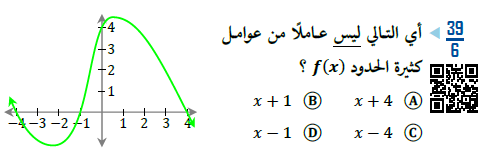 39/6 أي التالي ليس عاملًا من عوامل
كثيرة الحدود f(x) ؟
A x + 4 B x + 1
C x − 4 D x − 1
4
3
2
1
−4 −3 −2 −1 1 2 3 4